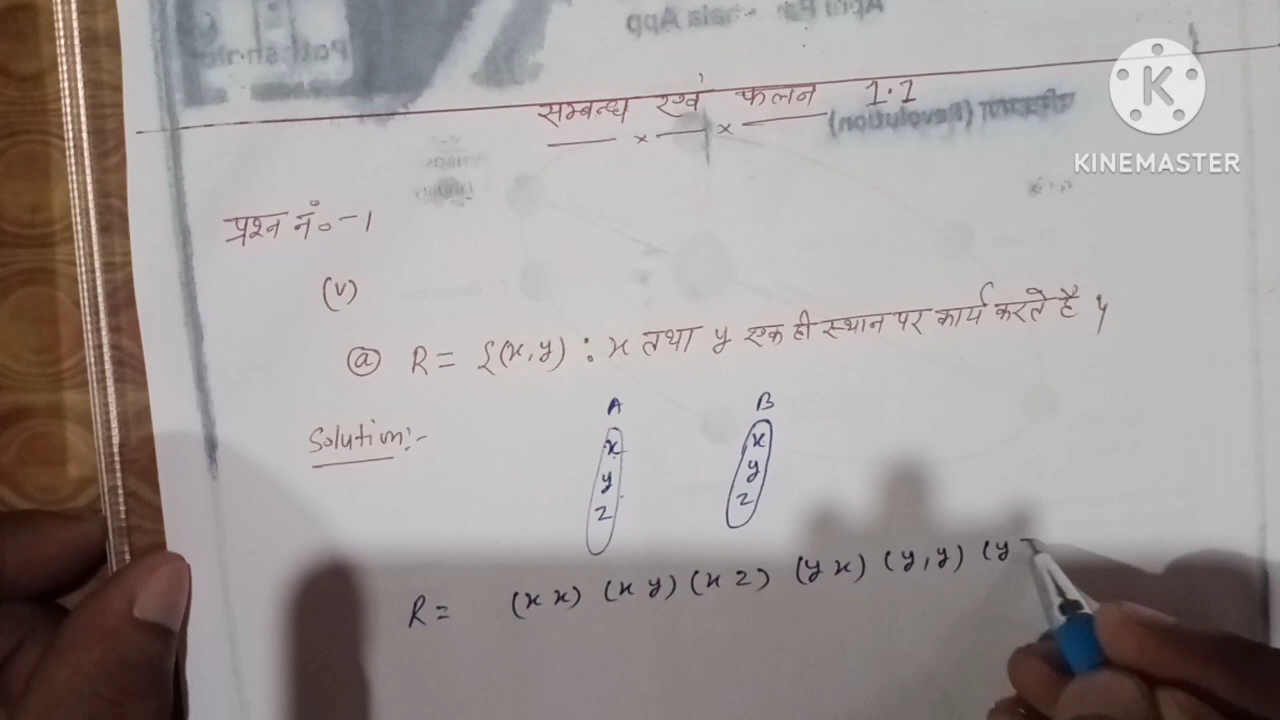 सम्बन्ध एवं फलन 1.1
KINEMASTER
प्रश्न नं०-1
(v)
(a) R = {(x,y) : x तथा y एक ही स्थान पर कार्य करते है }
Solution:-
A B
x x
y y
z z
R = (x x) (x y) (x z) (y x) (y,y) (y